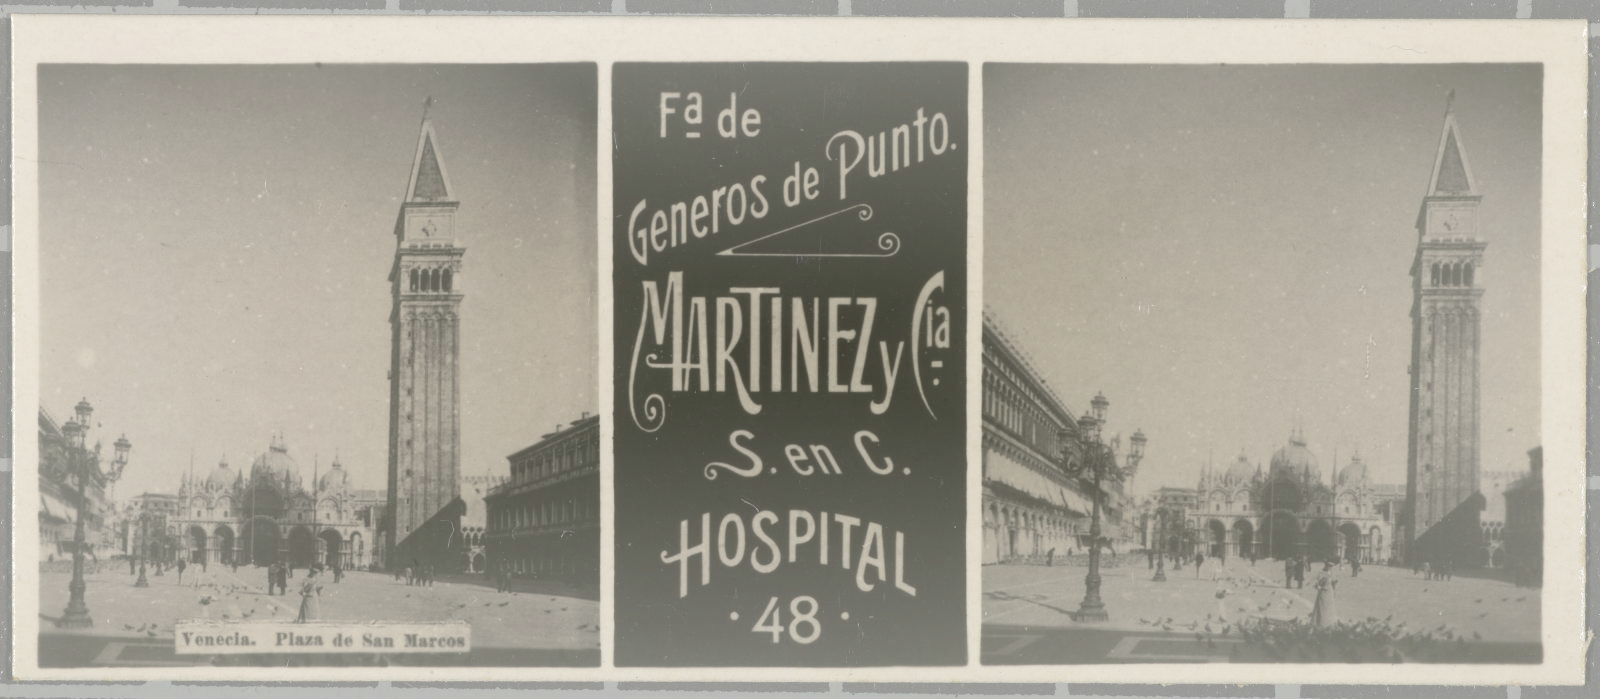 Venecia. Plaza de San Marcos
Fª de
Generos de Punto.
MARTINEZ y Cia.
S. en C.
HOSPITAL
· 48 ·